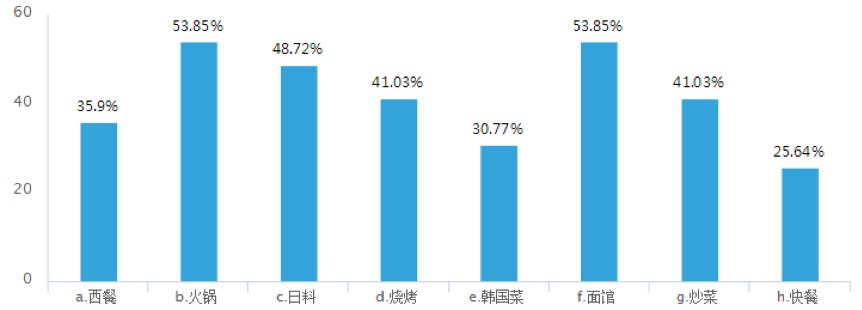 60
53.85%
53.85%
48.72%
41.03%
41.03%
40
35.9%
30.77%
25.64%
20
0
a.西餐
b.火锅
c.日料
d.烧烤
e.韩国菜
f.面馆
g.炒菜
h.快餐